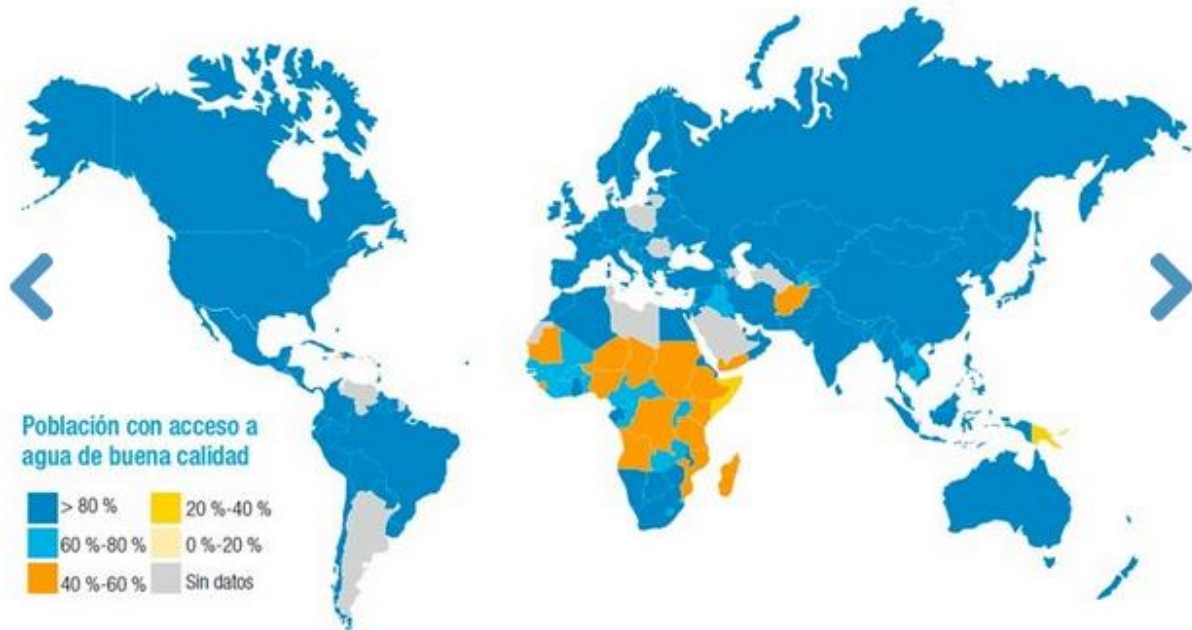 Población con acceso a
agua de buena calidad
> 80 %
20 %-40 %
60 %-80 %
0 %-20 %
40 %-60 %
Sin datos